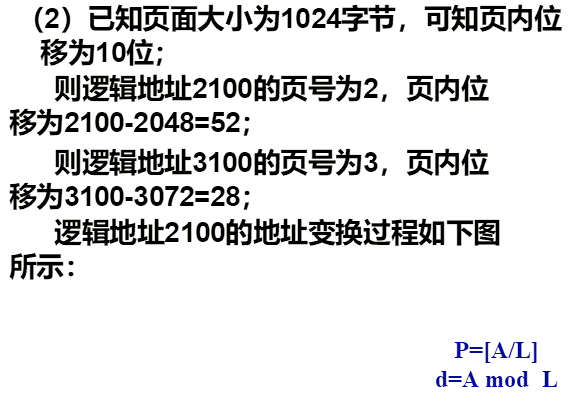 （2）已知页面大小为1024字节，可知页内位
移为10位；
则逻辑地址2100的页号为2，页内位
移为2100-2048=52；
则逻辑地址3100的页号为3，页内位
移为3100-3072=28；
逻辑地址2100的地址变换过程如下图
所示：
P=[A/L]
d=A mod L